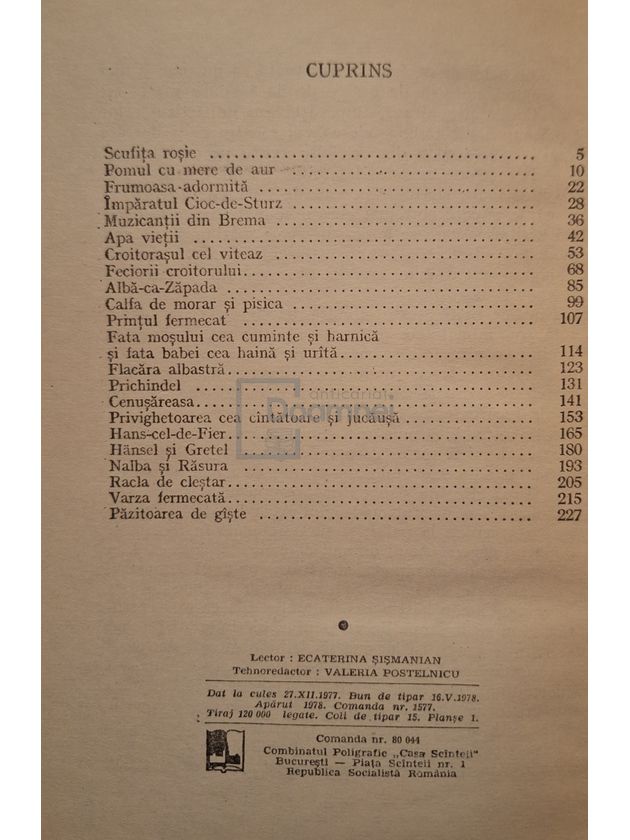 CUPRINS
Scufița roșie ........................................ 5
Pomul cu mere de aur .............................. 10
Frumoasa-adormită ................................ 22
Împăratul Cioc-de-Sturz ........................... 28
Muzicanții din Brema .............................. 36
Apa vieții .......................................... 42
Croitorașul cel viteaz .............................. 53
Feciorii croitorului.................................. 68
Albă-ca-Zăpada .................................... 85
Calfa de morar și pisica ............................ 99
Prințul fermecat .................................... 107
Fata moșului cea cuminte și harnică
și fata babei cea haină și urîtă...................... 114
Flacăra albastră.................................... 123
Prichindel .......................................... 131
Cenușăreasa........................................ 141
Privighetoarea cea cîntătoare și jucăușă .............. 153
Hans-cel-de-Fier.................................... 165
Hänsel și Gretel .................................... 180
Nalba și Răsura .................................... 193
Racla de cleștar.................................... 205
Varza fermecată.................................... 215
Păzitoarea de gîște ................................ 227
anticariat
Doamnei
Lector : ECATERINA ȘIȘMANIAN
Tehnoredactor : VALERIA POSTELNICU
Dat la cules 27.XII.1977. Bun de tipar 16.V.1978.
Apărut 1978. Comanda nr. 1577.
Tiraj 120 000 legate. Coli de tipar 15. Planșe 1.
Comanda nr. 80 044
Combinatul Poligrafic „Casa Scînteii"
București — Piața Scînteii nr. 1
Republica Socialistă România